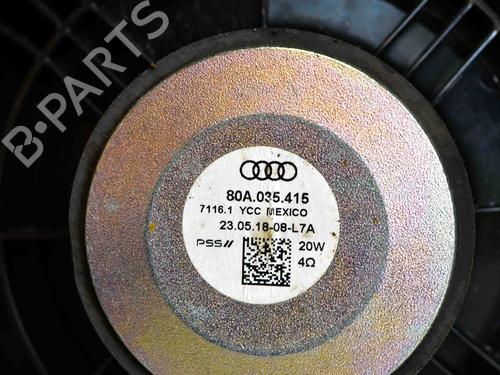 B·PARTS
80A.035.415
7116.1 YCC MEXICO
23.05.18-08-L7A
PSS//
20W
4Ω